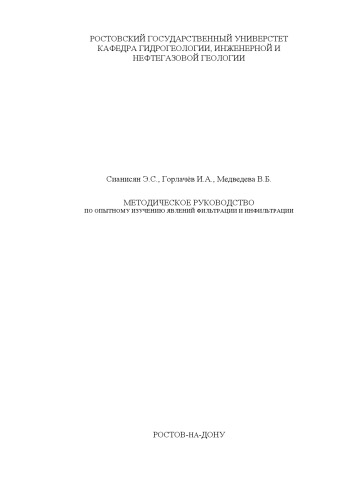 РОСТОВСКИЙ ГОСУДАРСТВЕННЫЙ УНИВЕРСТЕТ
КАФЕДРА ГИДРОГЕОЛОГИИ, ИНЖЕНЕРНОЙ И
НЕФТЕГАЗОВОЙ ГЕОЛОГИИ
Сианисян Э.С., Горлачёв И.А., Медведева В.Б.
МЕТОДИЧЕСКОЕ РУКОВОДСТВО
ПО ОПЫТНОМУ ИЗУЧЕНИЮ ЯВЛЕНИЙ ФИЛЬТРАЦИИ И ИНФИЛЬТРАЦИИ
РОСТОВ-НА-ДОНУ